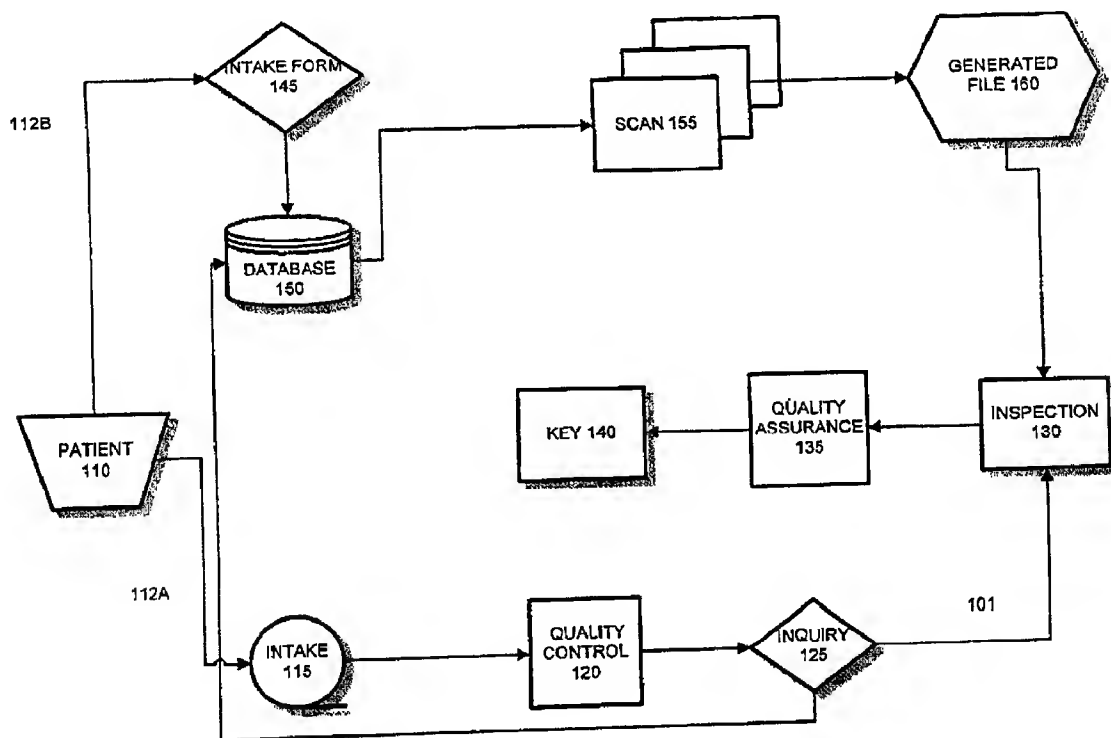 INTAKE FORM
145
112B
GENERATED
FILE 160
SCAN 155
DATABASE
150
PATIENT
110
KEY 140
QUALITY
ASSURANCE
135
INSPECTION
130
112A
101
INTAKE
115
QUALITY
CONTROL
120
INQUIRY
125